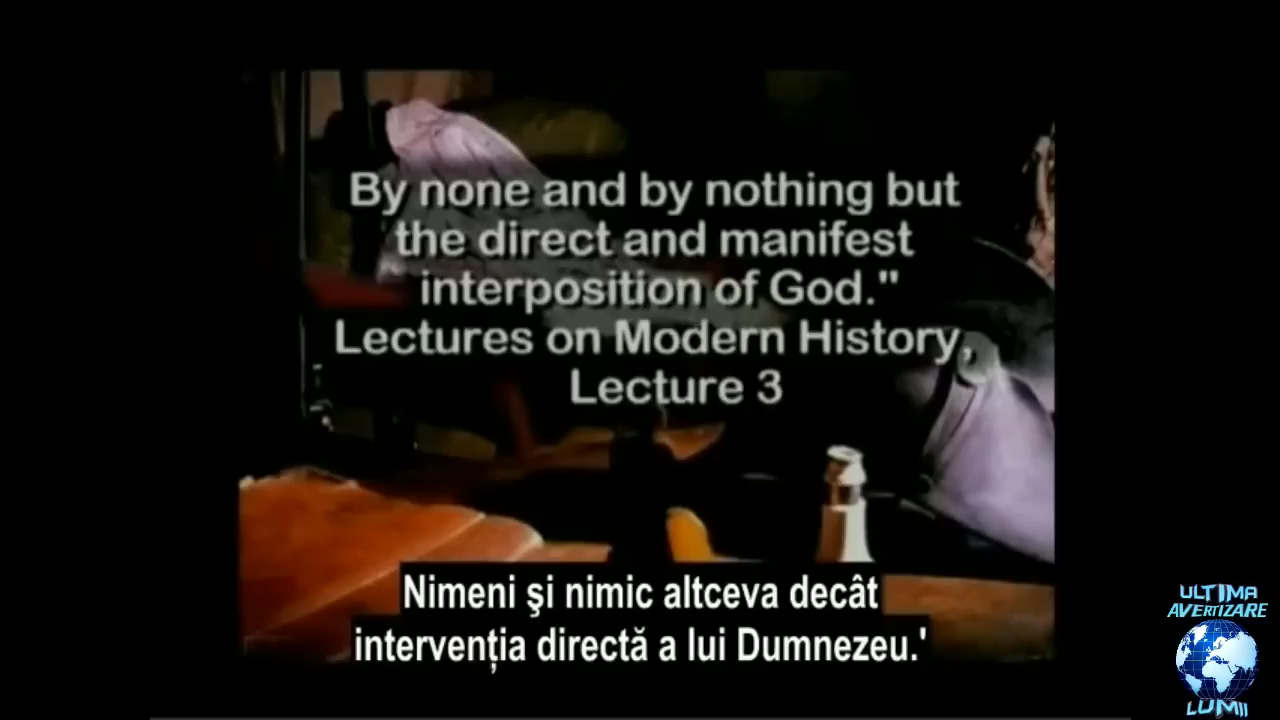 By none and by nothing but
the direct and manifest
interposition of God."
Lectures on Modern History,
Lecture 3
Nimeni şi nimic altceva decât
intervenția directă a lui Dumnezeu.'
ULTIMA
AVERTIZARE
LUMII